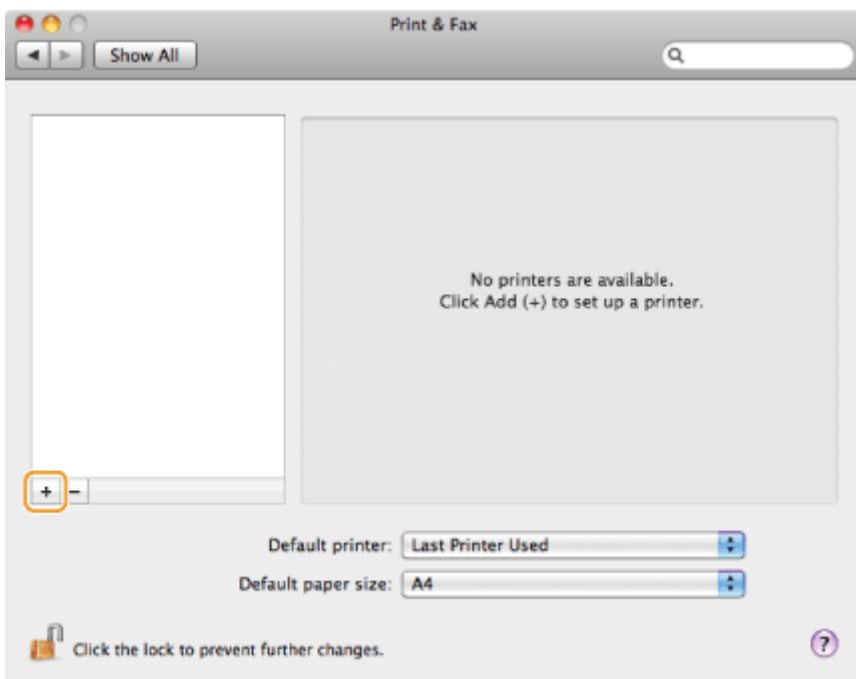 Print & Fax
Show All
No printers are available.
Click Add (+) to set up a printer.
+ −
Default printer: Last Printer Used
Default paper size: A4
Click the lock to prevent further changes.
?